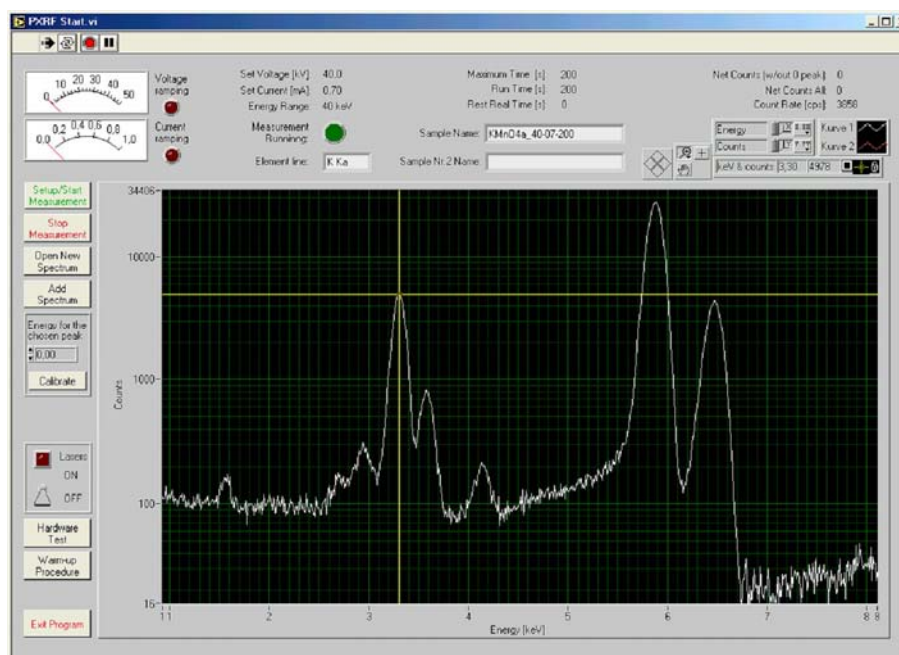 PXRF Start.vi
0 10 20 30 40 50
Voltage ramping
0,0 0,2 0,4 0,6 0,8 1,0
Current ramping
Set Voltage [kV]: 40,0
Set Current [mA]: 0,70
Energy Range: 40 keV
Measurement Runninng:
Element line: K Ka
Maximum Time [s] 200
Run Time [s] 200
Rest Real Time [s] 0
Sample Name: KMnO4a_40-07-200
Sample Nr.2 Name
Net Counts (w/out 0 peak) 0
Net Counts All: 0
Count Rate [cps]: 3858
Energy
Counts
Kurve 1
Kurve 2
keV & counts 3,30 4978
Setup/Start
Measurement
Stop
Measurement
Open New
Spectrum
Add
Spectrum
Energy for the
chosen peak
0,00
Calibrate
Lasers
ON
OFF
Hardware
Test
Warm-up
Procedure
Exit Program
34406
10000
1000
100
15
Counts
1 1 2 3 4 5 6 7 8 8
Energy [keV]